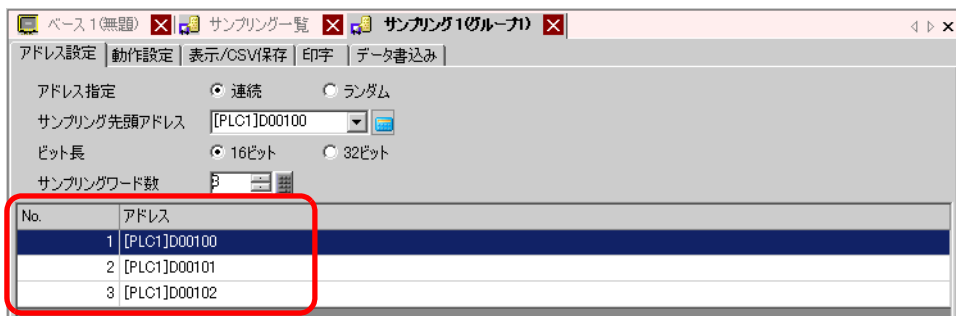 ベース 1(無題) サンプリング一覧 サンプリング 1(グループ1)
アドレス設定 動作設定 表示/CSV保存 印字 データ書込み
アドレス指定 連続 ランダム
サンプリング先頭アドレス [PLC1]D00100
ビット長 16ビット 32ビット
サンプリングワード数 3
No. アドレス
1 [PLC1]D00100
2 [PLC1]D00101
3 [PLC1]D00102